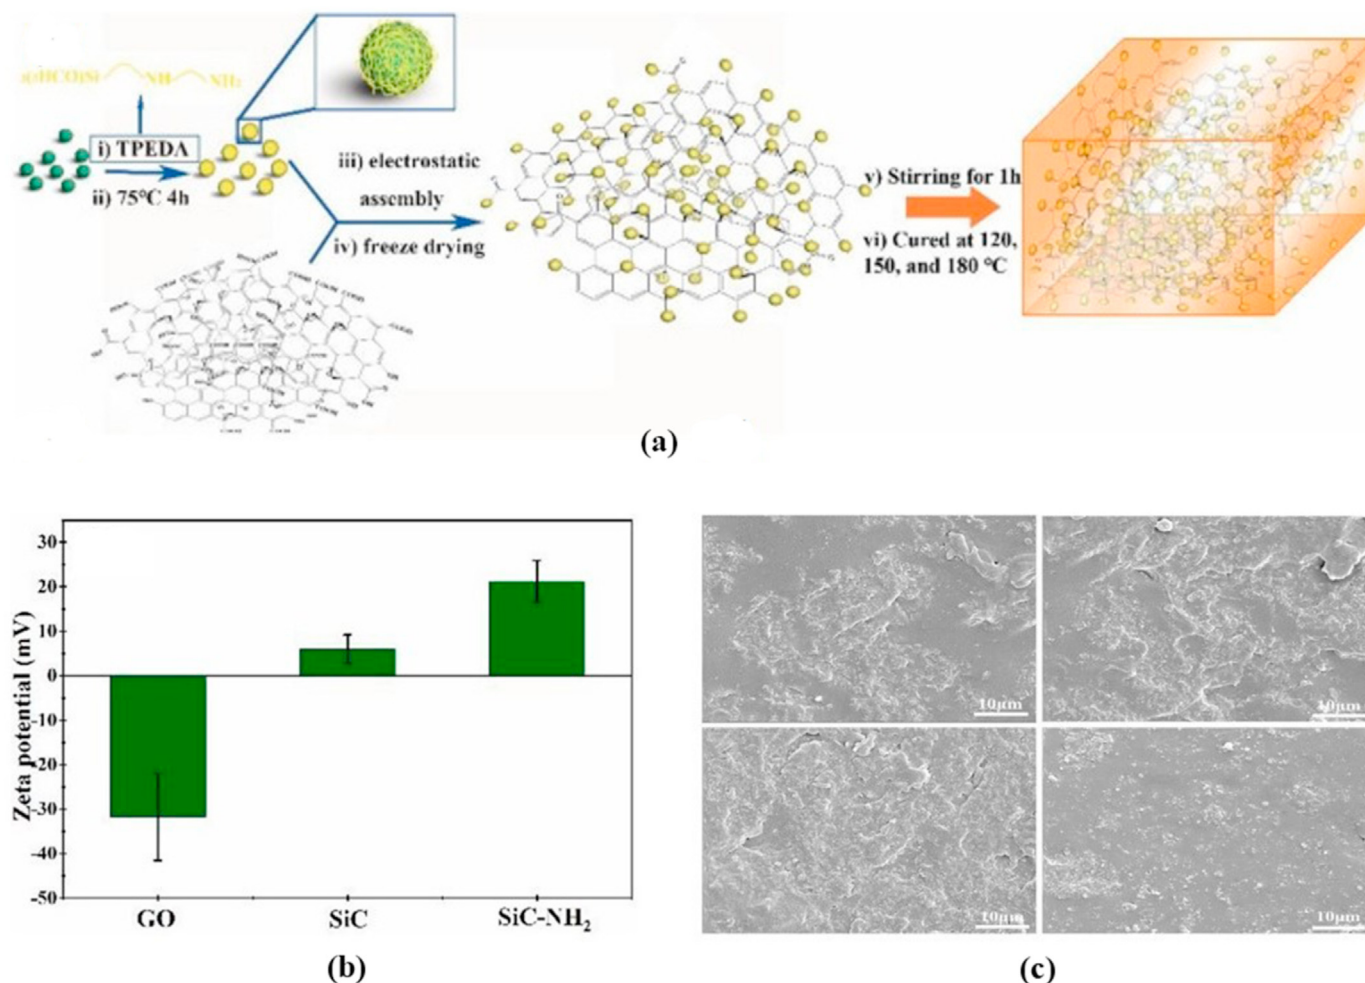 NH
NH₂
i) TPEDA
ii) 75°C 4h
iii) electrostatic
assembly
iv) freeze drying
v) Stirring for 1h
vi) Cured at 120,
150, and 180 °C
(a)
Zeta potential (mV)
30
20
10
0
-10
-20
-30
-40
-50
GO
SiC
SiC-NH₂
(b)
10μm
10μm
10μm
10μm
(c)